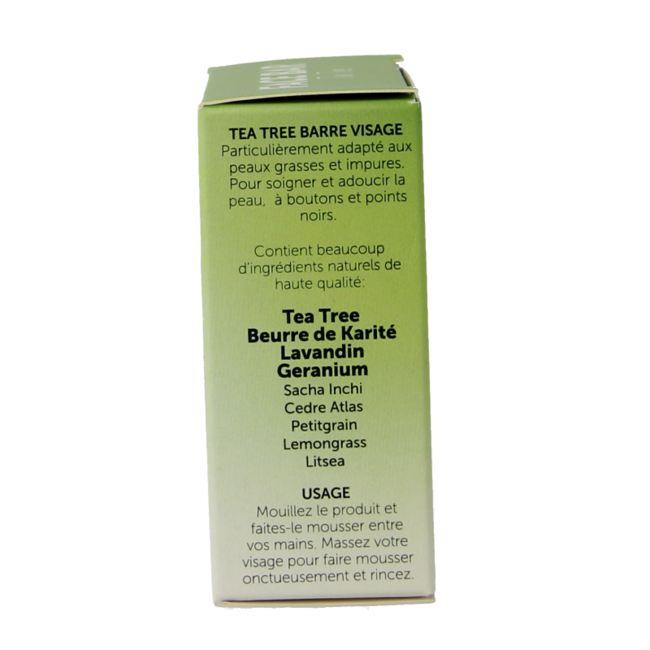 TEA TREE BARRE VISAGE
Particulièrement adapté aux
peaux grasses et impures.
Pour soigner et adoucir la
peau, à boutons et points
noirs.
Contient beaucoup
d'ingrédients naturels de
haute qualité:
Tea Tree
Beurre de Karité
Lavandin
Geranium
Sacha Inchi
Cedre Atlas
Petitgrain
Lemongrass
Litsea
USAGE
Mouillez le produit et
faites-le mousser entre
vos mains. Massez votre
visage pour faire mousser
onctueusement et rincez.